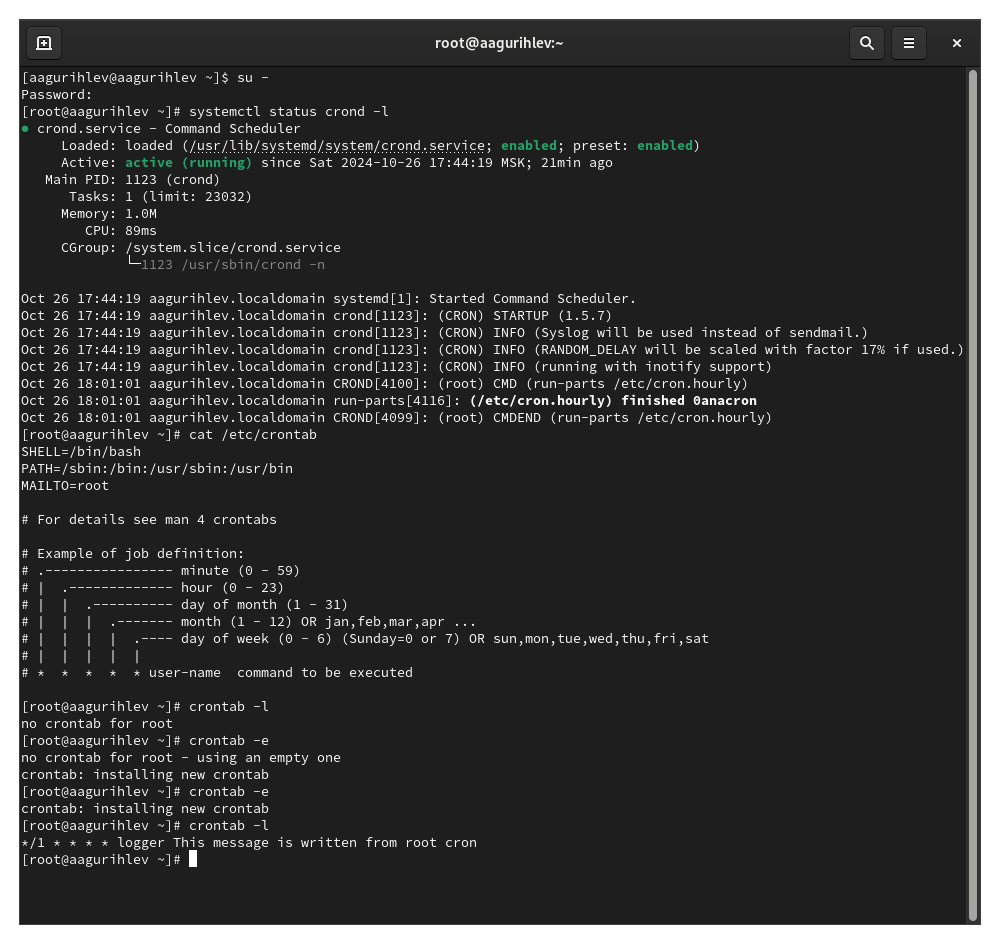 root@aagurihlev:~
[aagurihlev@aagurihlev ~]$ su -
Password:
[root@aagurihlev ~]# systemctl status crond -l
● crond.service - Command Scheduler
     Loaded: loaded (/usr/lib/systemd/system/crond.service; enabled; preset: enabled)
     Active: active (running) since Sat 2024-10-26 17:44:19 MSK; 21min ago
   Main PID: 1123 (crond)
      Tasks: 1 (limit: 23032)
     Memory: 1.0M
        CPU: 89ms
     CGroup: /system.slice/crond.service
             └─1123 /usr/sbin/crond -n

Oct 26 17:44:19 aagurihlev.localdomain systemd[1]: Started Command Scheduler.
Oct 26 17:44:19 aagurihlev.localdomain crond[1123]: (CRON) STARTUP (1.5.7)
Oct 26 17:44:19 aagurihlev.localdomain crond[1123]: (CRON) INFO (Syslog will be used instead of sendmail.)
Oct 26 17:44:19 aagurihlev.localdomain crond[1123]: (CRON) INFO (RANDOM_DELAY will be scaled with factor 17% if used.)
Oct 26 17:44:19 aagurihlev.localdomain crond[1123]: (CRON) INFO (running with inotify support)
Oct 26 18:01:01 aagurihlev.localdomain CROND[4100]: (root) CMD (run-parts /etc/cron.hourly)
Oct 26 18:01:01 aagurihlev.localdomain run-parts[4116]: (/etc/cron.hourly) finished 0anacron
Oct 26 18:01:01 aagurihlev.localdomain CROND[4099]: (root) CMDEND (run-parts /etc/cron.hourly)
[root@aagurihlev ~]# cat /etc/crontab
SHELL=/bin/bash
PATH=/sbin:/bin:/usr/sbin:/usr/bin
MAILTO=root

# For details see man 4 crontabs

# Example of job definition:
# .---------------- minute (0 - 59)
# |  .------------- hour (0 - 23)
# |  |  .---------- day of month (1 - 31)
# |  |  |  .------- month (1 - 12) OR jan,feb,mar,apr ...
# |  |  |  |  .---- day of week (0 - 6) (Sunday=0 or 7) OR sun,mon,tue,wed,thu,fri,sat
# |  |  |  |  |
# *  *  *  *  * user-name  command to be executed

[root@aagurihlev ~]# crontab -l
no crontab for root
[root@aagurihlev ~]# crontab -e
no crontab for root - using an empty one
crontab: installing new crontab
[root@aagurihlev ~]# crontab -e
crontab: installing new crontab
[root@aagurihlev ~]# crontab -l
*/1 * * * * logger This message is written from root cron
[root@aagurihlev ~]#